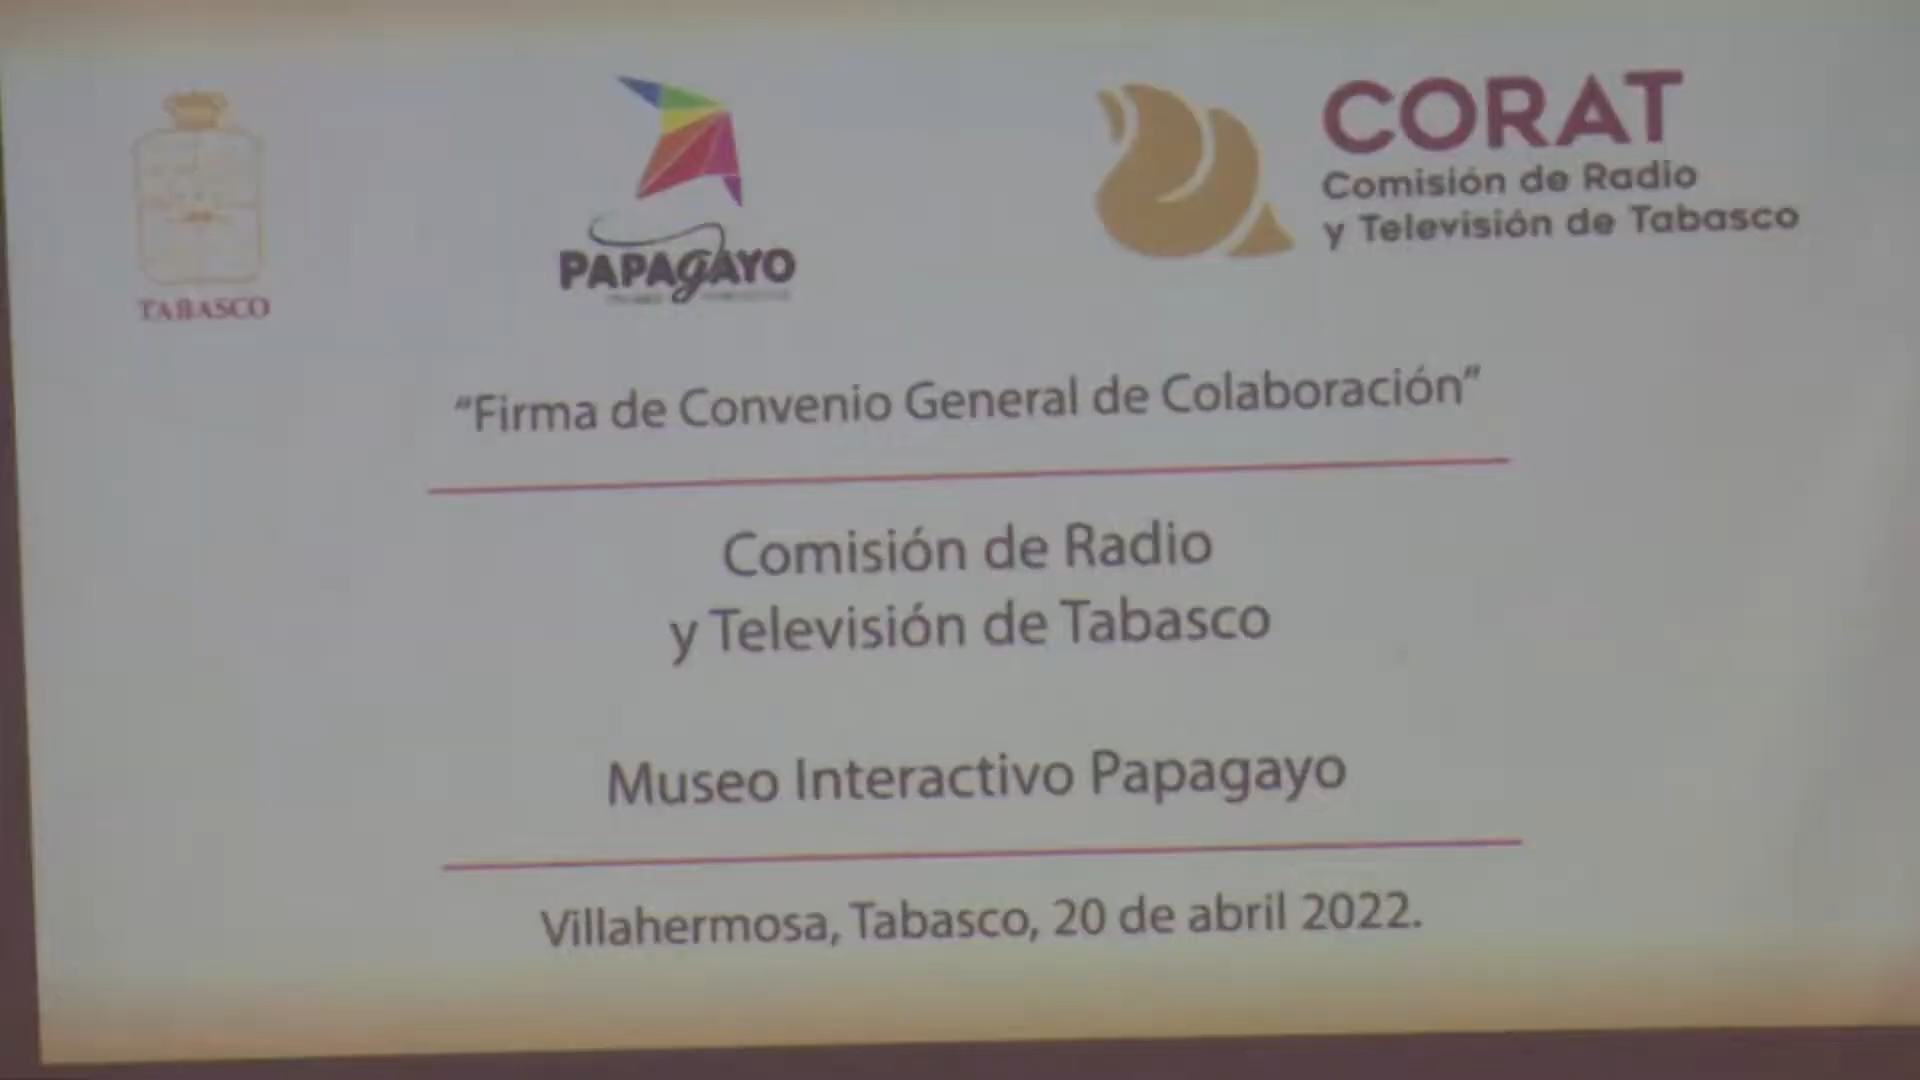 TABASCO
PAPAGAYO
CORAT
Comisión de Radio
y Televisión de Tabasco
“Firma de Convenio General de Colaboración”
Comisión de Radio
y Televisión de Tabasco
Museo Interactivo Papagayo
Villahermosa, Tabasco, 20 de abril 2022.